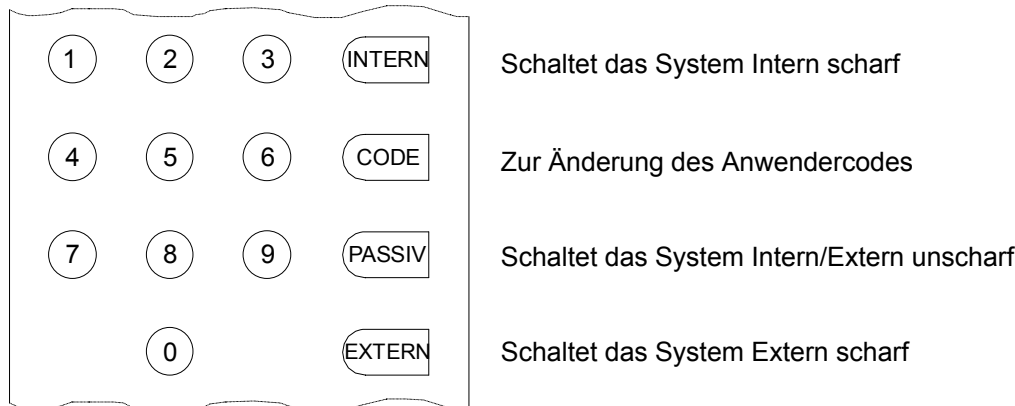 1 2 3 INTERN Schaltet das System Intern scharf
4 5 6 CODE Zur Änderung des Anwendercodes
7 8 9 PASSIV Schaltet das System Intern/Extern unscharf
0 EXTERN Schaltet das System Extern scharf